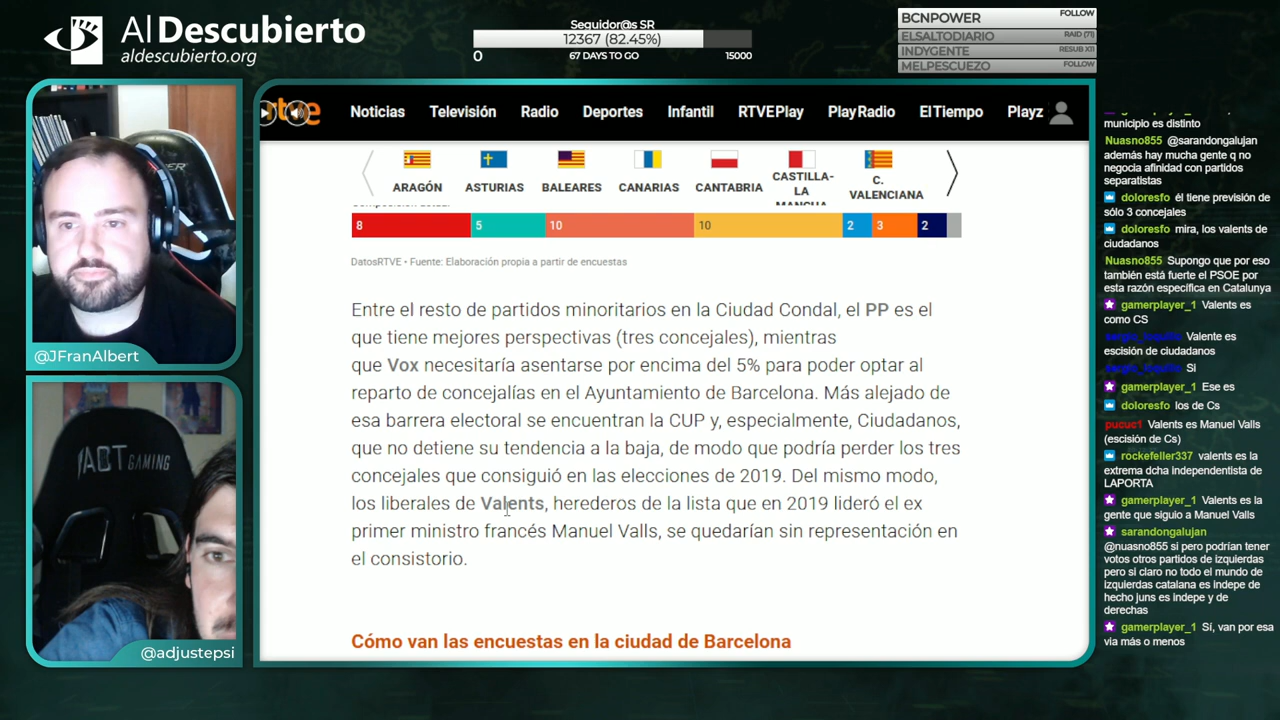 Al Descubierto
aldescubierto.org
Seguidor@s SR
12367 (82.45%)
0
67 DAYS TO GO
15000
BCNPOWER FOLLOW
ELSALTODIARIO RAID (71)
INDYGENTE RESUB X11
MELPESCUEZO FOLLOW
@JFranAlbert
ADT GAMING
@adjustepsi
rtve
Noticias Televisión Radio Deportes Infantil RTVEPlay PlayRadio ElTiempo Playz
ARAGÓN
ASTURIAS
BALEARES
CANARIAS
CANTABRIA
CASTILLA-
LA
MANCHA
C.
VALENCIANA
8 5 10 10 2 3 2
DatosRTVE • Fuente: Elaboración propia a partir de encuestas
Entre el resto de partidos minoritarios en la Ciudad Condal, el PP es el
que tiene mejores perspectivas (tres concejales), mientras
que Vox necesitaría asentarse por encima del 5% para poder optar al
reparto de concejalías en el Ayuntamiento de Barcelona. Más alejado de
esa barrera electoral se encuentran la CUP y, especialmente, Ciudadanos,
que no detiene su tendencia a la baja, de modo que podría perder los tres
concejales que consiguió en las elecciones de 2019. Del mismo modo,
los liberales de Valents, herederos de la lista que en 2019 lideró el ex
primer ministro francés Manuel Valls, se quedarían sin representación en
el consistorio.
Cómo van las encuestas en la ciudad de Barcelona
municipio es distinto
Nuasno855 @sarandongalujan
además hay mucha gente q no
negocia afinidad con partidos
separatistas
doloresfo él tiene previsión de
sólo 3 concejales
doloresfo mira, los valents de
ciudadanos
Nuasno855 Supongo que por eso
también está fuerte el PSOE por
esta razón específica en Catalunya
gamerplayer_1 Valents es
como CS
Valente es
escisión de ciudadanos
Si
gamerplayer_1 Ese es
doloresfo los de Cs
pucuc1 Valents es Manuel Valls
(escisión de Cs)
rockefeller337 valents es la
extrema dcha independentista de
LAPORTA
gamerplayer_1 Valents es la
gente que siguio a Manuel Valls
sarandongalujan
@nuasno855 si pero podrían tener
votos otros partidos de izquierdas
pero si claro no todo el mundo de
izquierdas catalana es indepe de
hecho juns es indepe y de
derechas
gamerplayer_1 Sí, van por esa
via más o menos